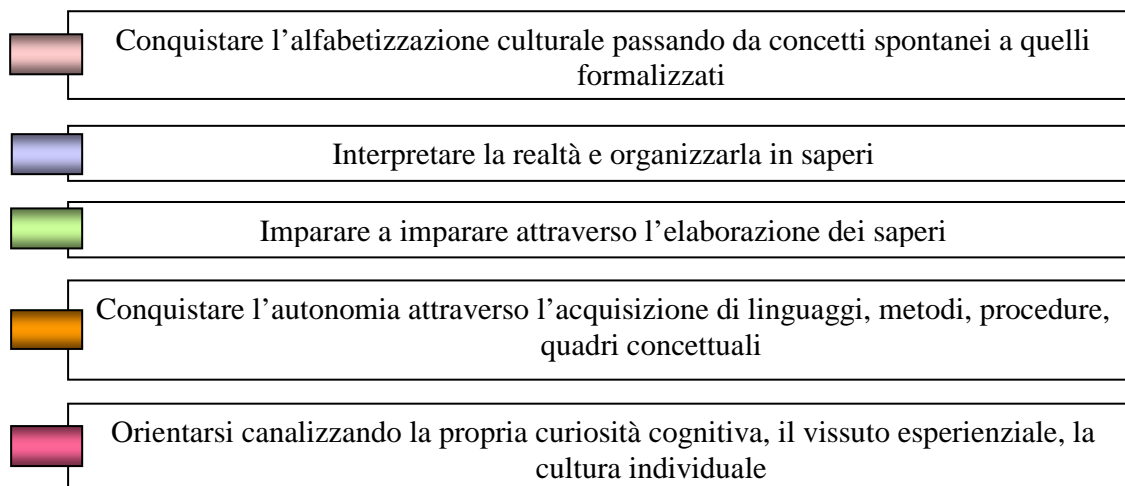 Conquistare l’alfabetizzazione culturale passando da concetti spontanei a quelli
formalizzati
Interpretare la realtà e organizzarla in saperi
Imparare a imparare attraverso l’elaborazione dei saperi
Conquistare l’autonomia attraverso l’acquisizione di linguaggi, metodi, procedure,
quadri concettuali
Orientarsi canalizzando la propria curiosità cognitiva, il vissuto esperienziale, la
cultura individuale